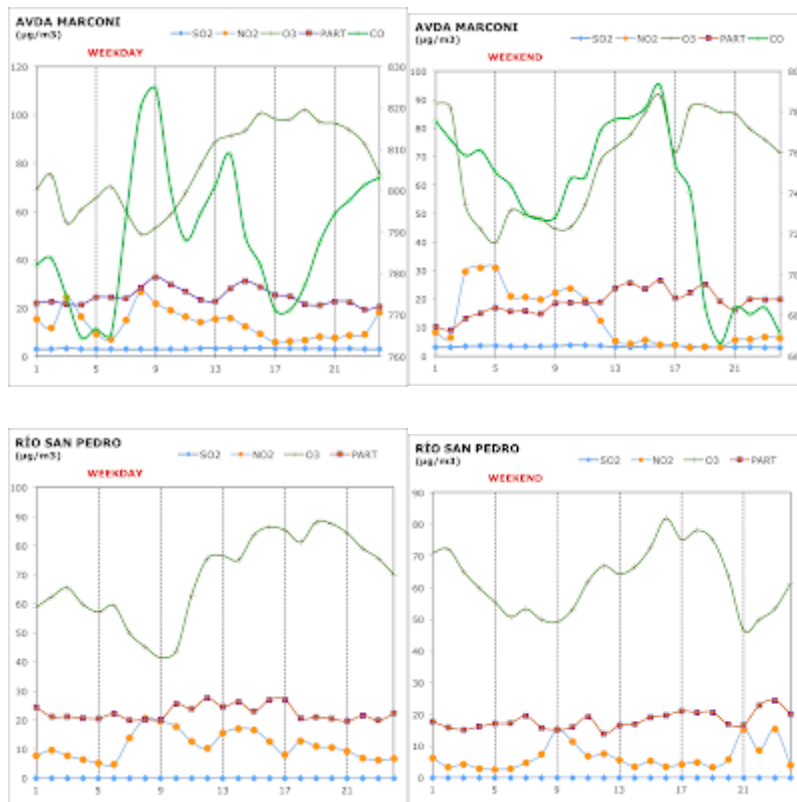 AVDA MARCONI
(µg/m3)
SO2 NO2 O3 PART CO
WEEKDAY
120
100
80
60
40
20
0
830
820
810
800
790
780
770
760
1 5 9 13 17 21
AVDA MARCONI
(µg/m3)
SO2 NO2 O3 PART CO
WEEKEND
100
90
80
70
60
50
40
30
20
10
0
1 5 9 13 17 21
RÍO SAN PEDRO
(µg/m3)
SO2 NO2 O3 PART
WEEKDAY
100
90
80
70
60
50
40
30
20
10
0
1 5 9 13 17 21
RÍO SAN PEDRO
(µg/m3)
SO2 NO2 O3 PART
WEEKEND
90
80
70
60
50
40
30
20
10
0
1 5 9 13 17 21